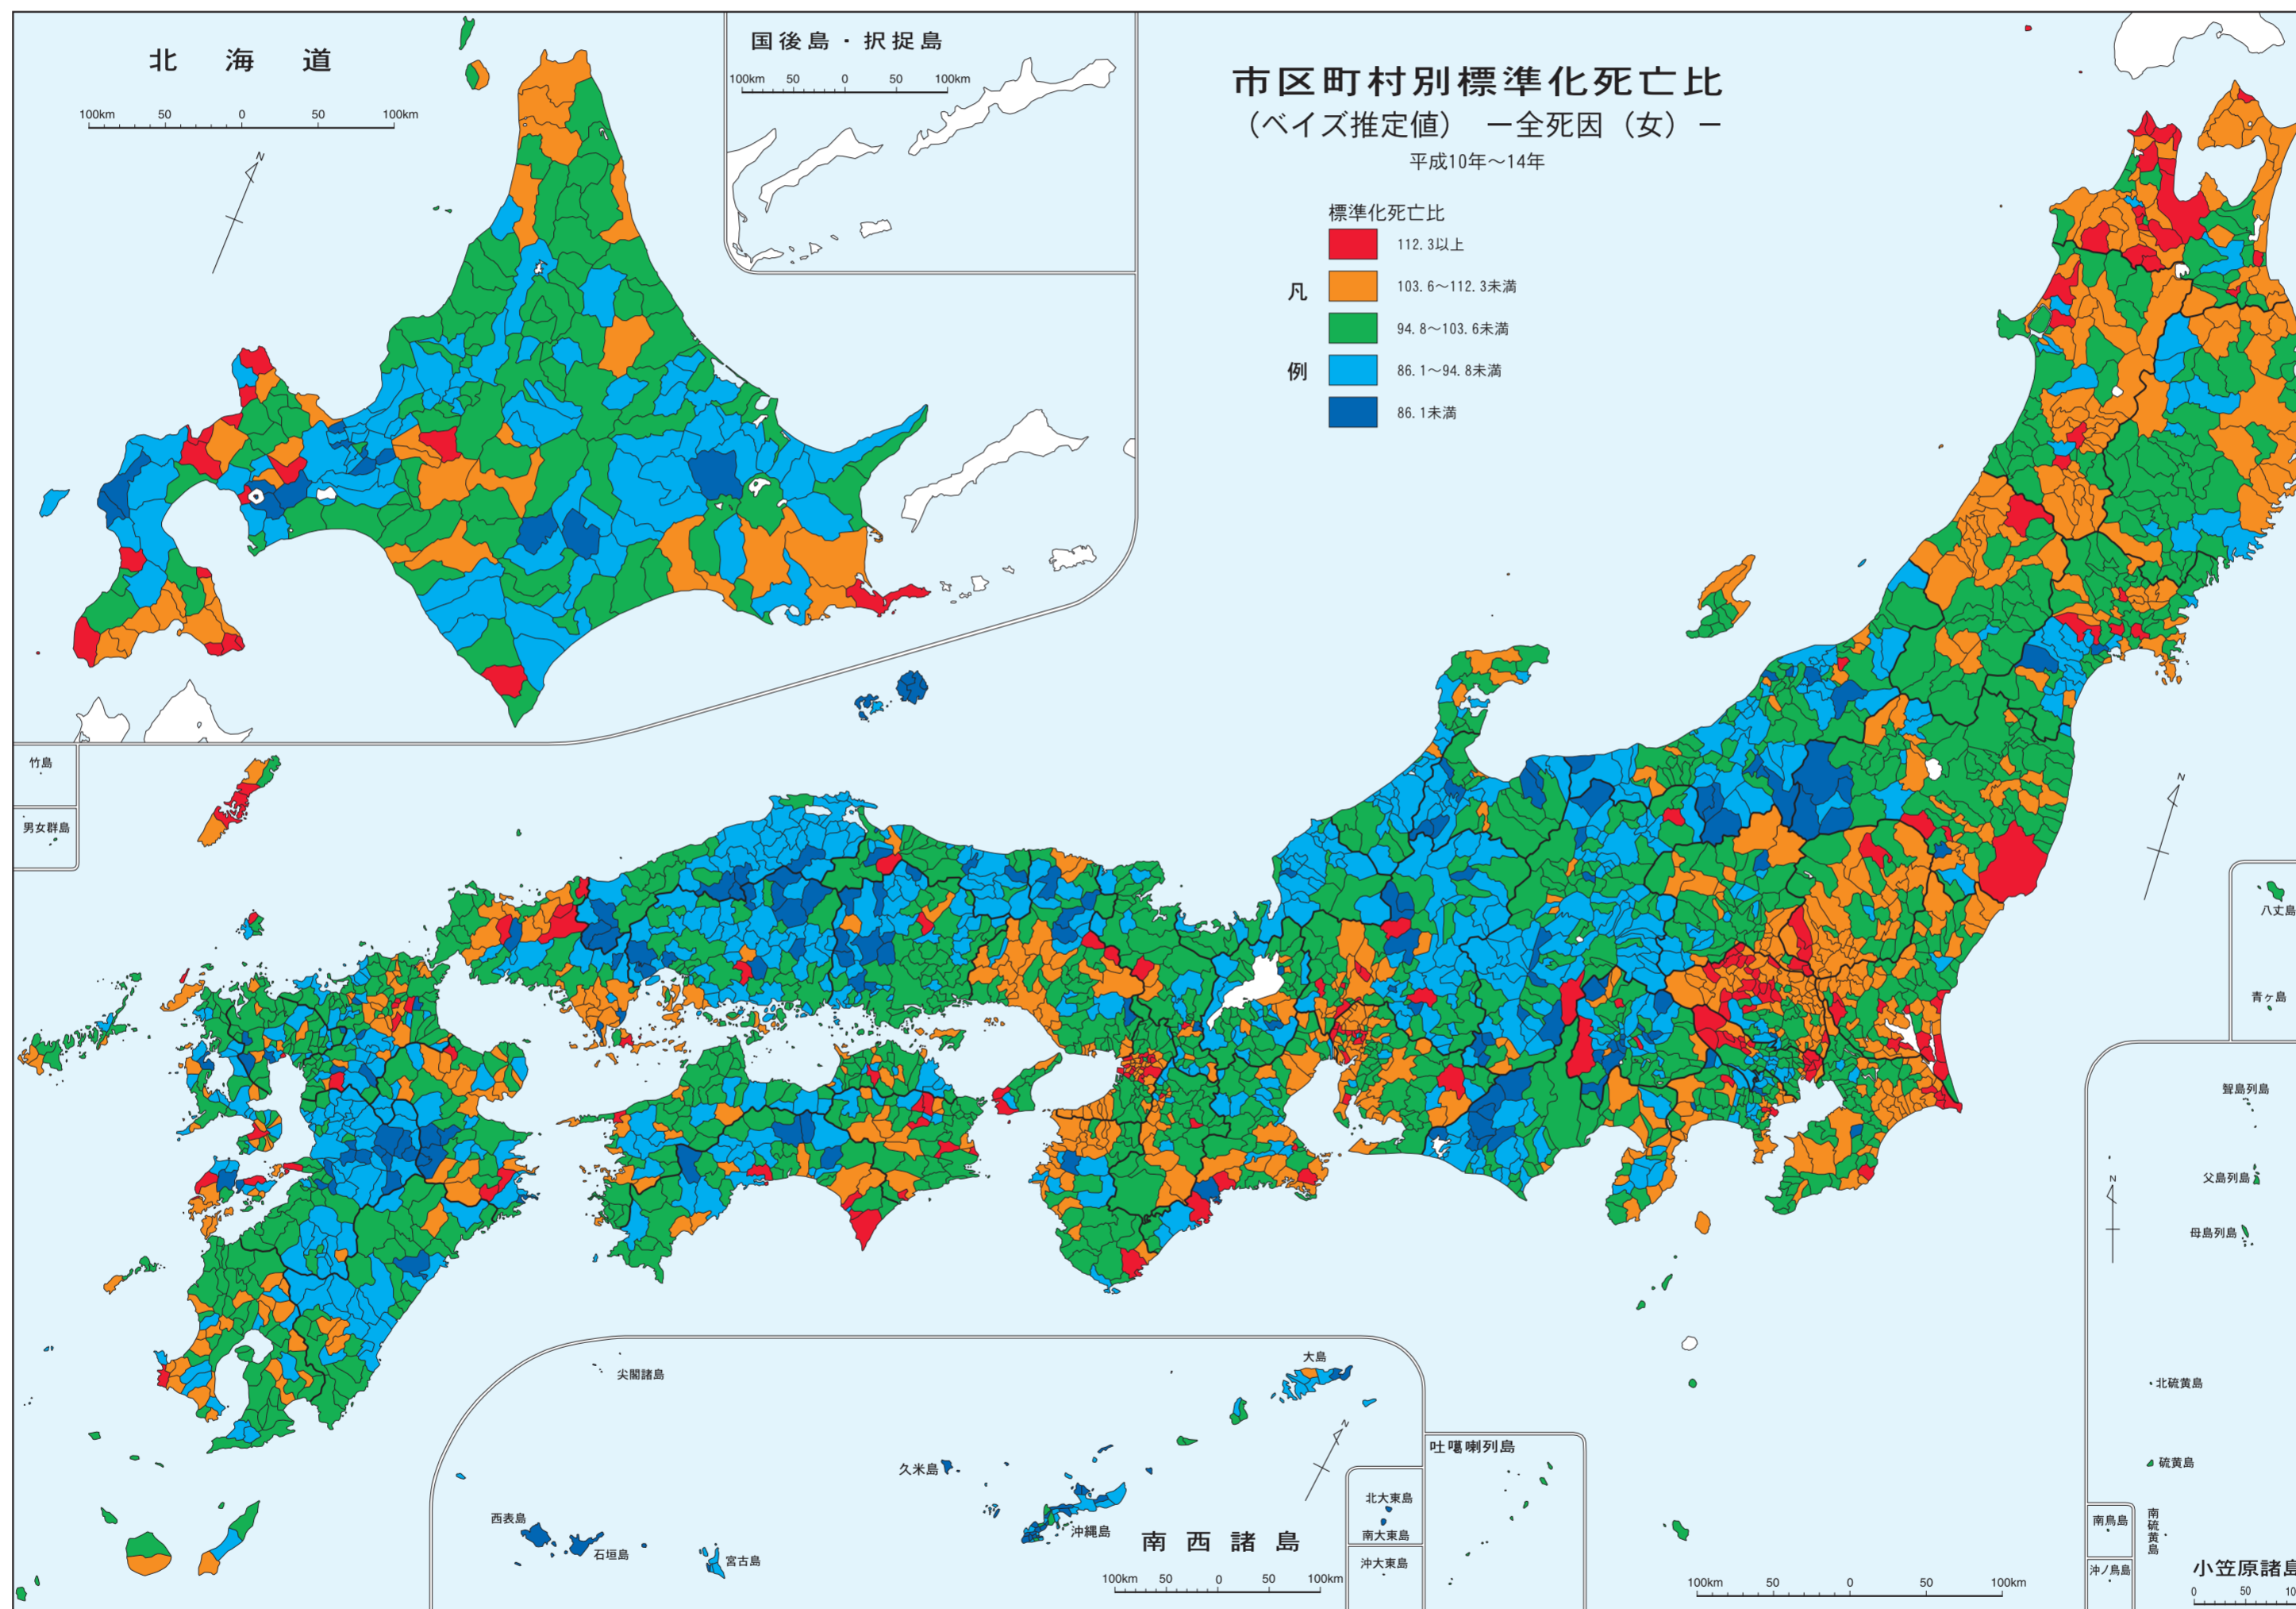 北海道
100km 50 0 50 100km
N
国後島・択捉島
100km 50 0 50 100km
市区町村別標準化死亡比
（ベイズ推定値） ー全死因（女）ー
平成10年～14年
標準化死亡比
凡例
112.3以上
103.6～112.3未満
94.8～103.6未満
86.1～94.8未満
86.1未満
竹島
男女群島
N
八丈島
青ヶ島
聟島列島
N
父島列島
母島列島
北硫黄島
硫黄島
南鳥島
南硫黄島
沖ノ鳥島
小笠原諸島
0 50
尖閣諸島
大島
N
久米島
西表島
石垣島
宮古島
沖縄島
南西諸島
100km 50 0 50 100km
吐噶喇列島
北大東島
南大東島
沖大東島
100km 50 0 50 100km